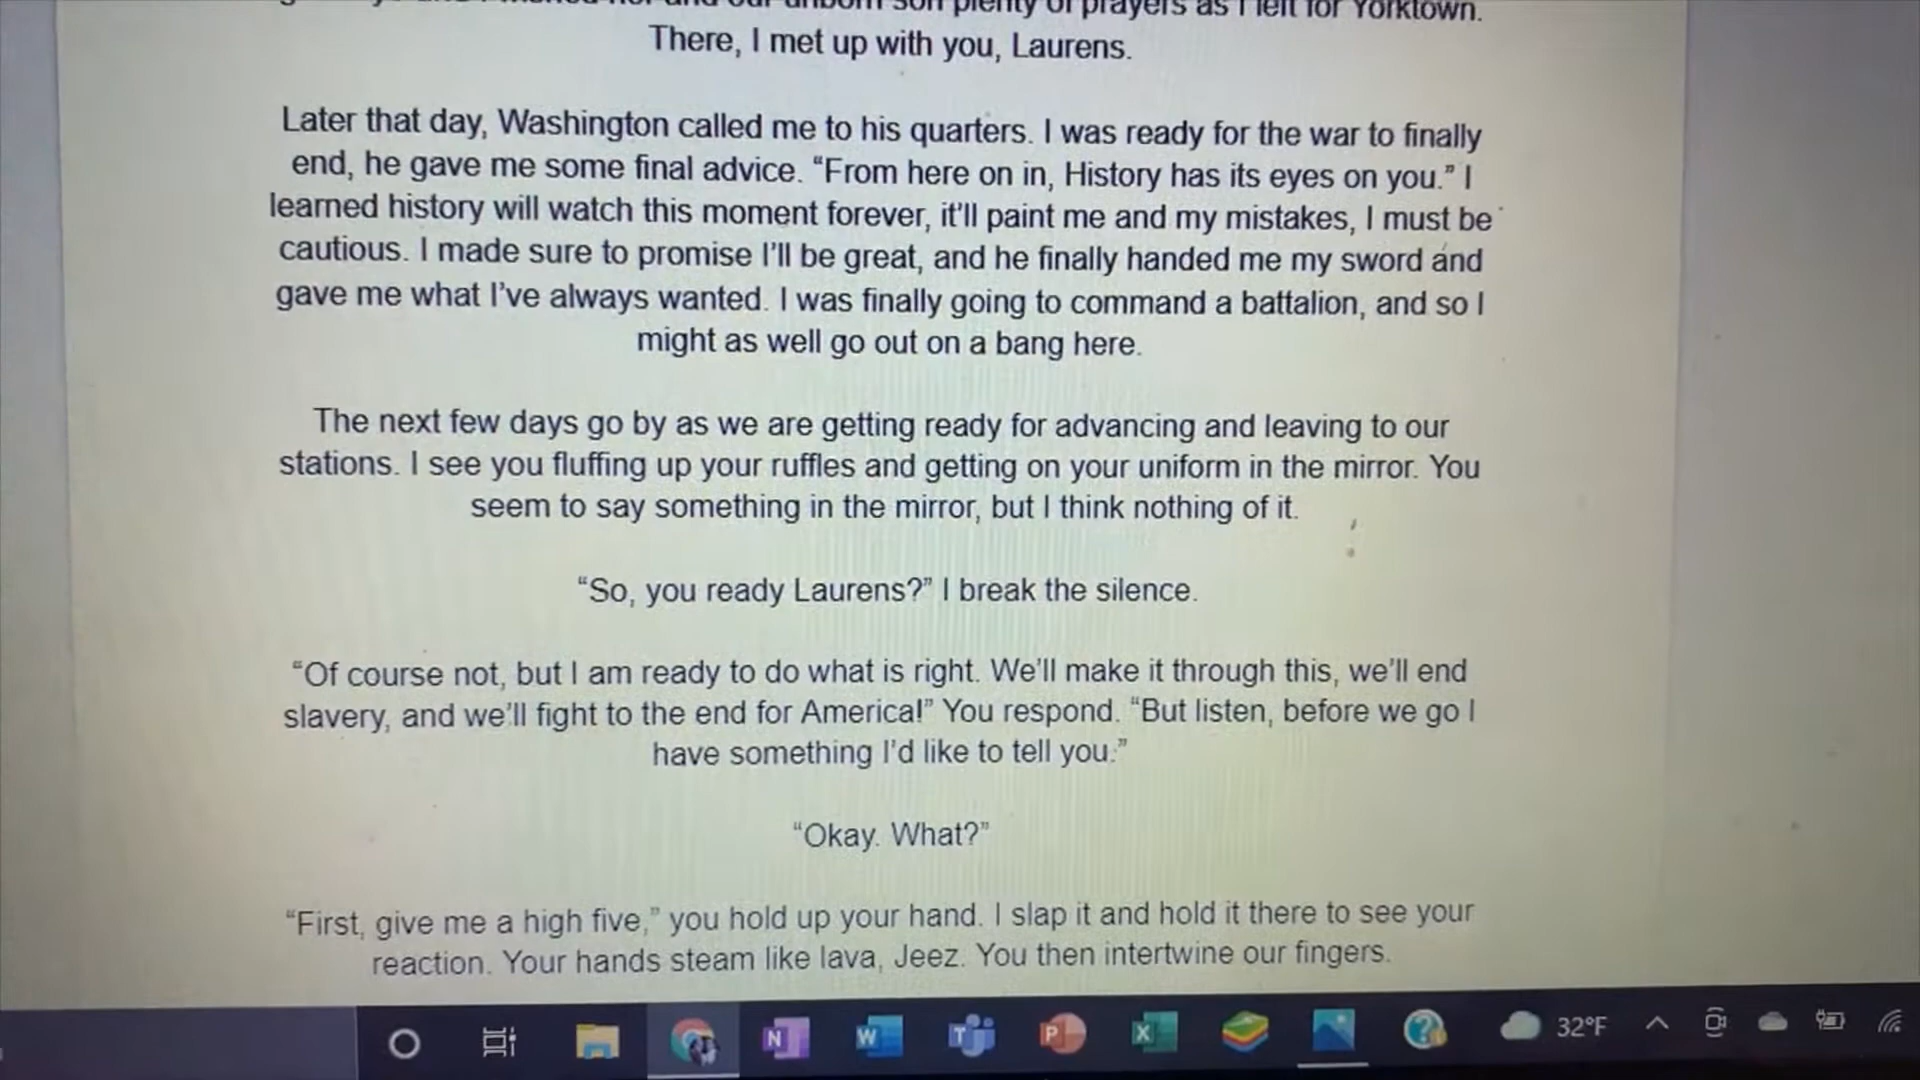 son plenty of prayers as I left for Yorktown.
There, I met up with you, Laurens.
Later that day, Washington called me to his quarters. I was ready for the war to finally
end, he gave me some final advice. “From here on in, History has its eyes on you.” I
learned history will watch this moment forever, it’ll paint me and my mistakes, I must be
cautious. I made sure to promise I’ll be great, and he finally handed me my sword and
gave me what I’ve always wanted. I was finally going to command a battalion, and so I
might as well go out on a bang here.
The next few days go by as we are getting ready for advancing and leaving to our
stations. I see you fluffing up your ruffles and getting on your uniform in the mirror. You
seem to say something in the mirror, but I think nothing of it.
“So, you ready Laurens?” I break the silence.
“Of course not, but I am ready to do what is right. We’ll make it through this, we’ll end
slavery, and we’ll fight to the end for America!” You respond. “But listen, before we go I
have something I’d like to tell you.”
“Okay. What?”
“First, give me a high five,” you hold up your hand. I slap it and hold it there to see your
reaction. Your hands steam like lava, Jeez. You then intertwine our fingers.
N W T P X 32°F